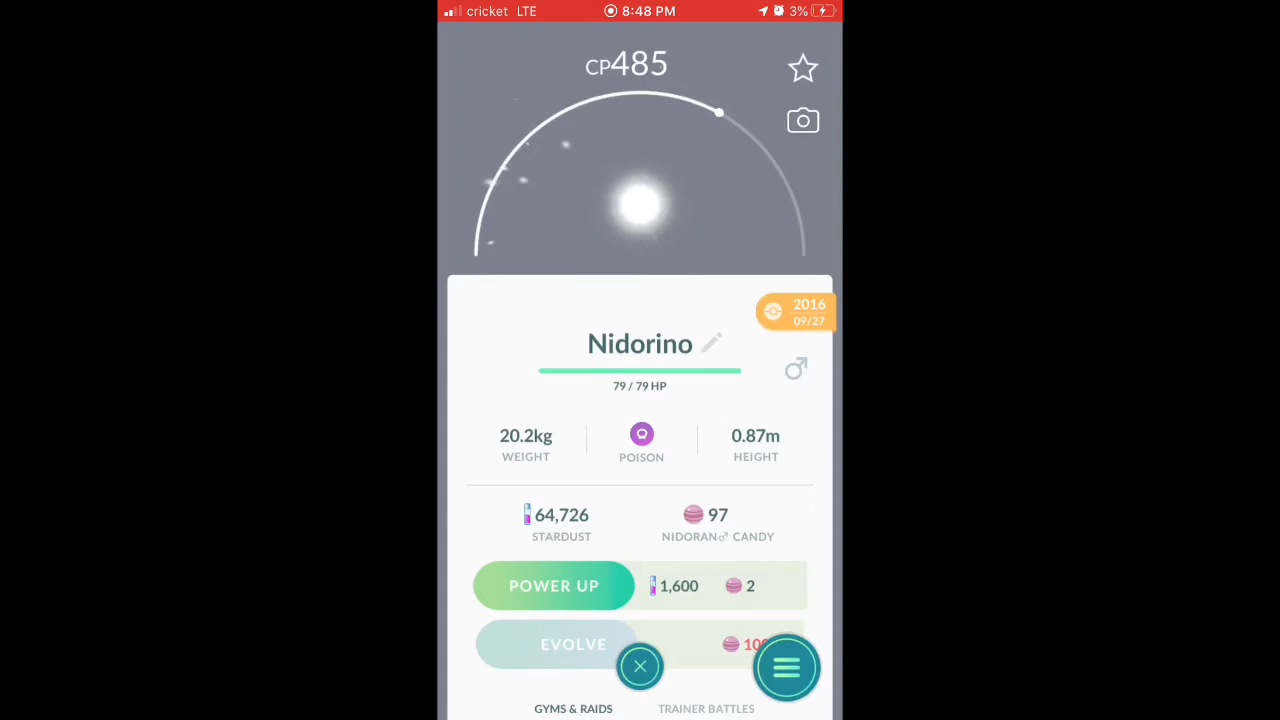 cricket LTE 8:48 PM 3%
CP485
2016
09/27
Nidorino
79 / 79 HP
20.2kg 0.87m
WEIGHT POISON HEIGHT
64,726 97
STARDUST NIDORAN♂ CANDY
POWER UP 1,600 2
EVOLVE
GYMS & RAIDS TRAINER BATTLES